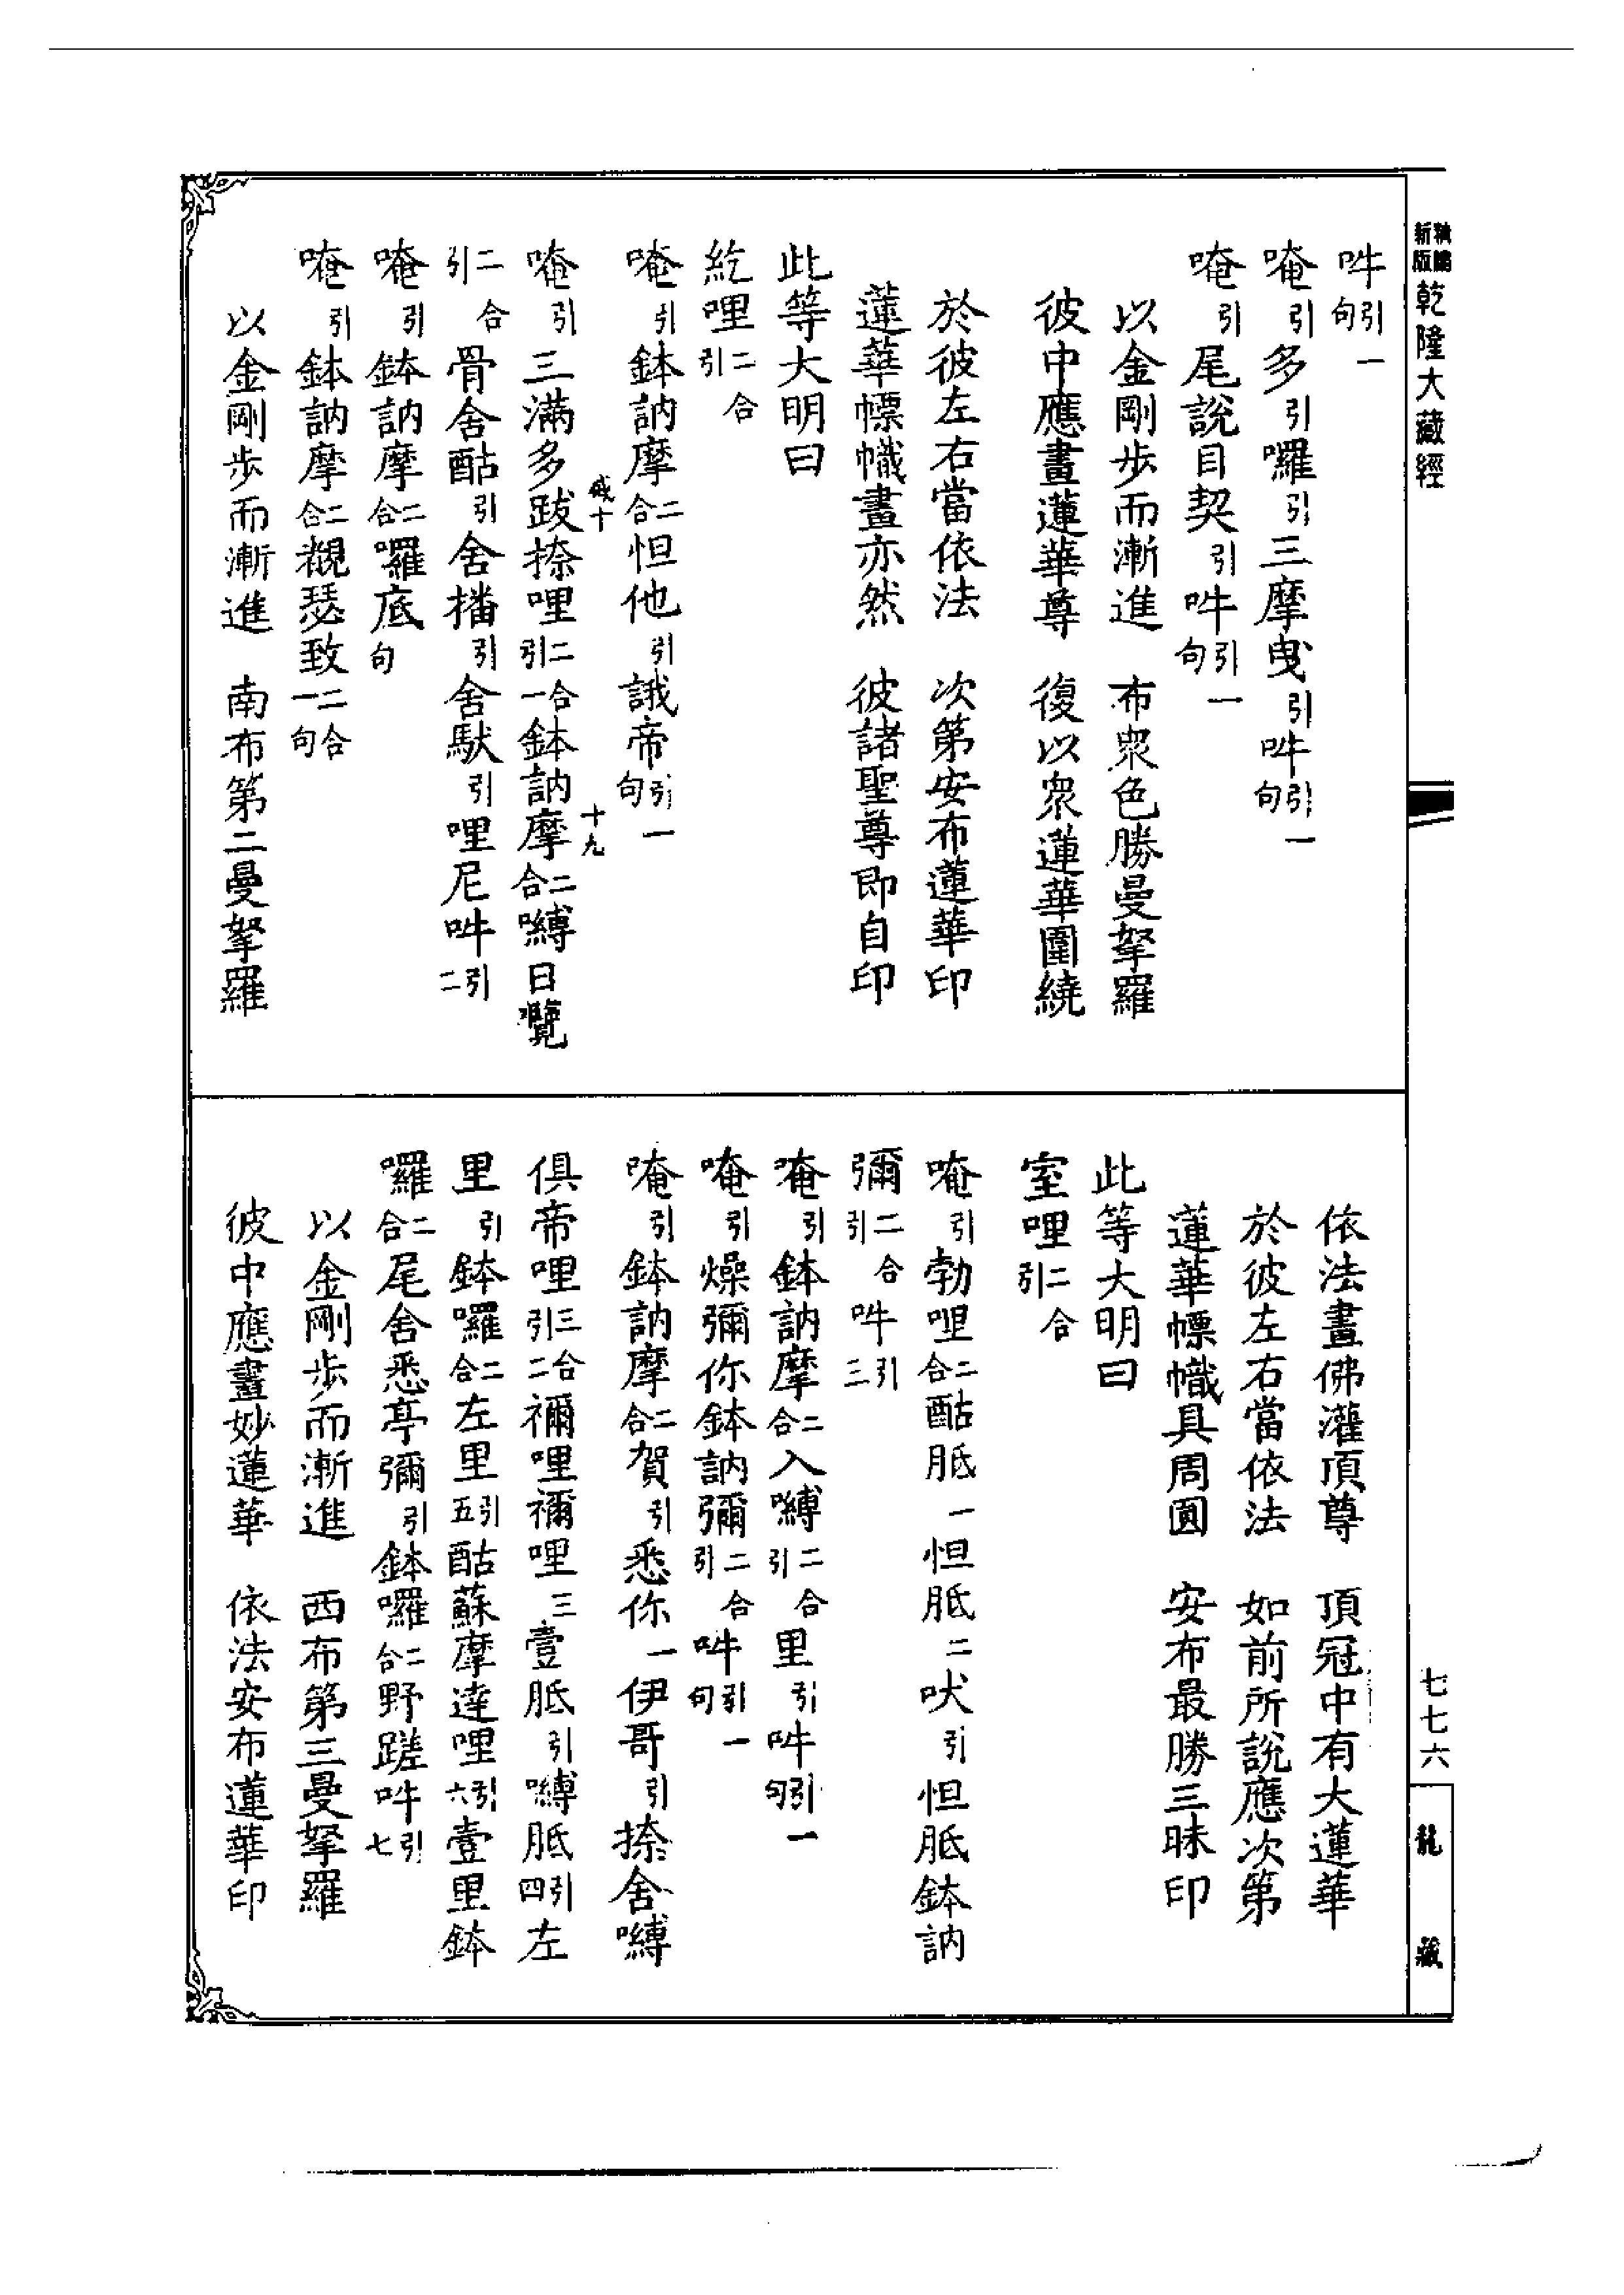 新版 乾隆大藏經
吽引一句
唵引多引囉引三摩曳引吽引一句
唵引尾說目契引吽引一句
以金剛步而漸進　布眾色勝曼拏羅
彼中應畫蓮華尊　復以眾蓮華圍繞
於彼左右當依法　次第安布蓮華印
蓮華幖幟畫亦然　彼諸聖尊即自印
此等大明曰
紇哩二合引
唵引鉢訥摩二合怛他引誐帝引一句
唵引三滿多跋捺哩二合引一鉢訥摩二合嚩日囕
二合引骨舍酤引舍播引舍馱引哩尼吽引二
唵引鉢訥摩二合囉底句
唵引鉢訥摩二合覩瑟致二合一句
以金剛步而漸進　南布第二曼拏羅
十九
依法畫佛灌頂尊　頂冠中有大蓮華
於彼左右當依法　如前所說應次第
蓮華幖幟具周圓　安布最勝三昧印
此等大明曰
室哩二合引
唵引勃哩二合酤胝一怛胝二吠引怛胝鉢訥
彌二合引吽引三
唵引鉢訥摩二合入嚩二合引里引吽引一句
唵引燥彌你鉢訥彌二合引吽引一句
唵引鉢訥摩二合賀引悉你一伊哥引捺舍嚩
俱帝哩三合引二禰哩禰哩三壹胝引嚩胝引四左
里引鉢囉二合左里引五酤蘇摩達哩引六壹里鉢
囉二合尾舍悉亭彌引鉢囉二合野蹉吽引七
以金剛步而漸進　西布第三曼拏羅
彼中應畫妙蓮華　依法安布蓮華印
七七六
龍藏